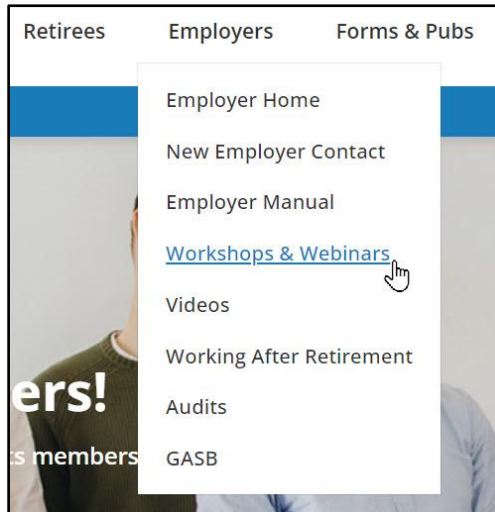 Retirees Employers Forms & Pubs
Employer Home
New Employer Contact
Employer Manual
Workshops & Webinars
Videos
Working After Retirement
ers!
Audits
ts members
GASB